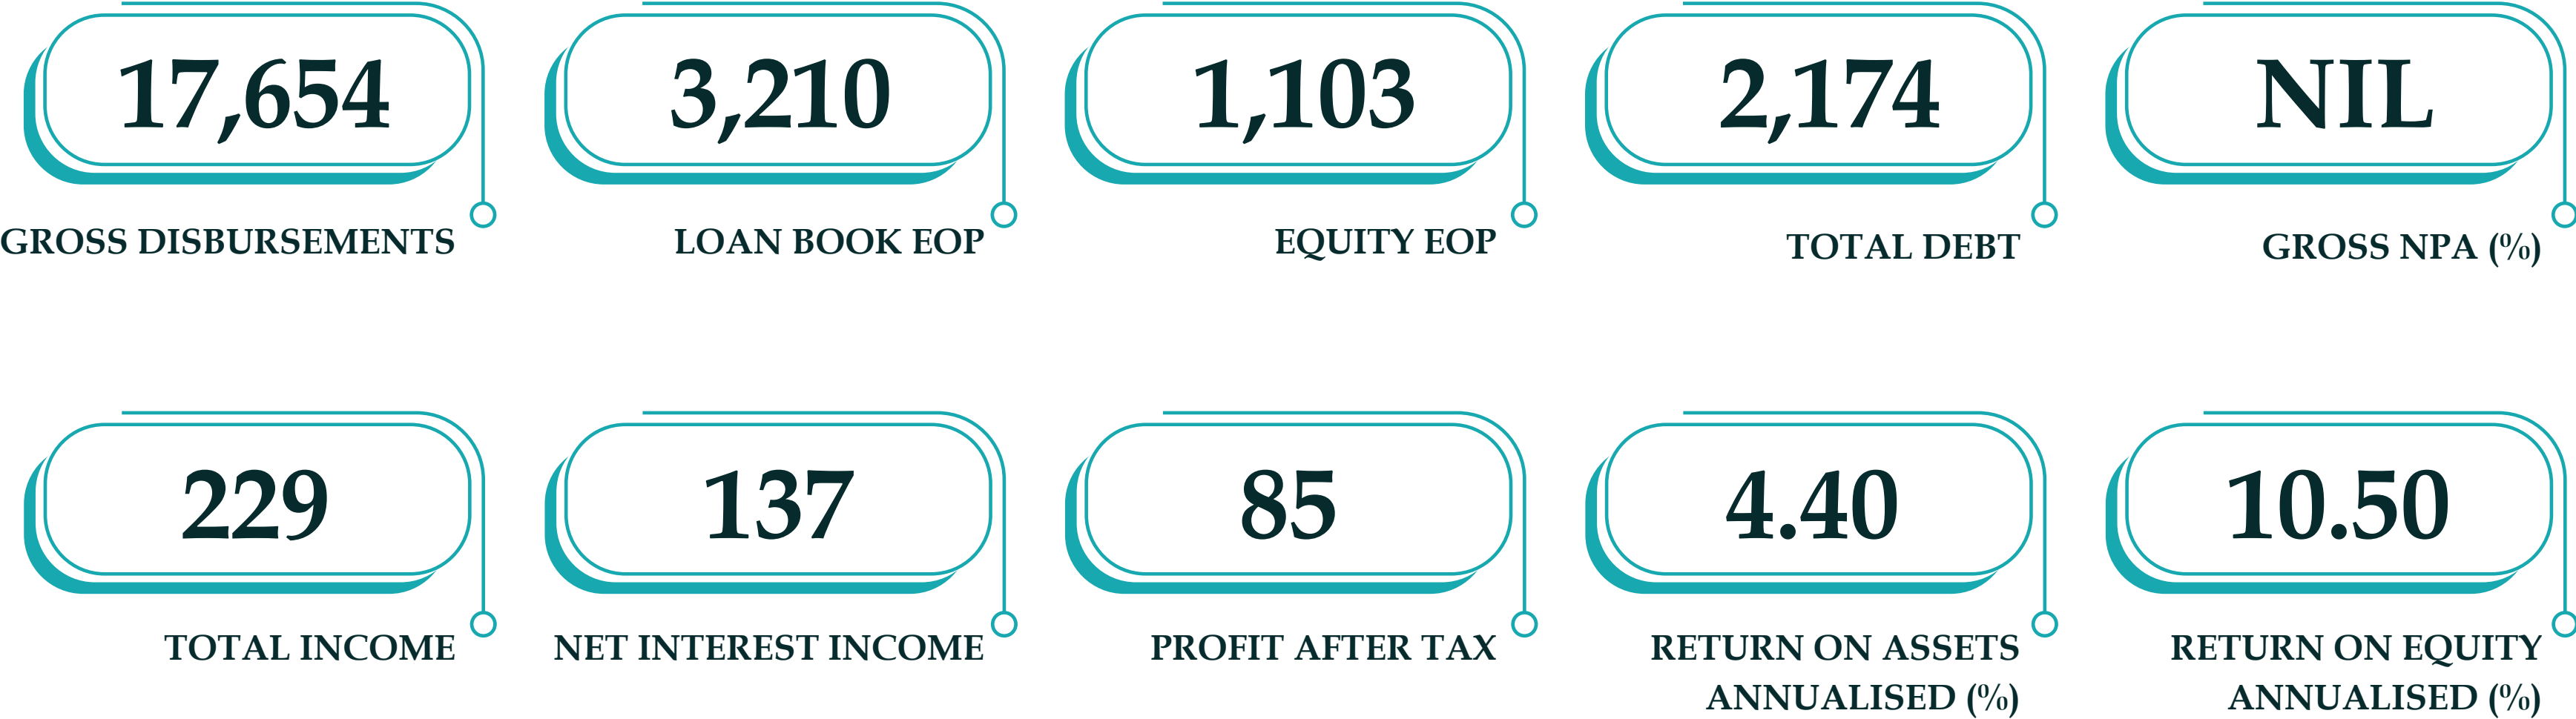 17,654
GROSS DISBURSEMENTS
3,210
LOAN BOOK EOP
1,103
EQUITY EOP
2,174
TOTAL DEBT
NIL
GROSS NPA (%)
229
TOTAL INCOME
137
NET INTEREST INCOME
85
PROFIT AFTER TAX
4.40
RETURN ON ASSETS
ANNUALISED (%)
10.50
RETURN ON EQUITY
ANNUALISED (%)